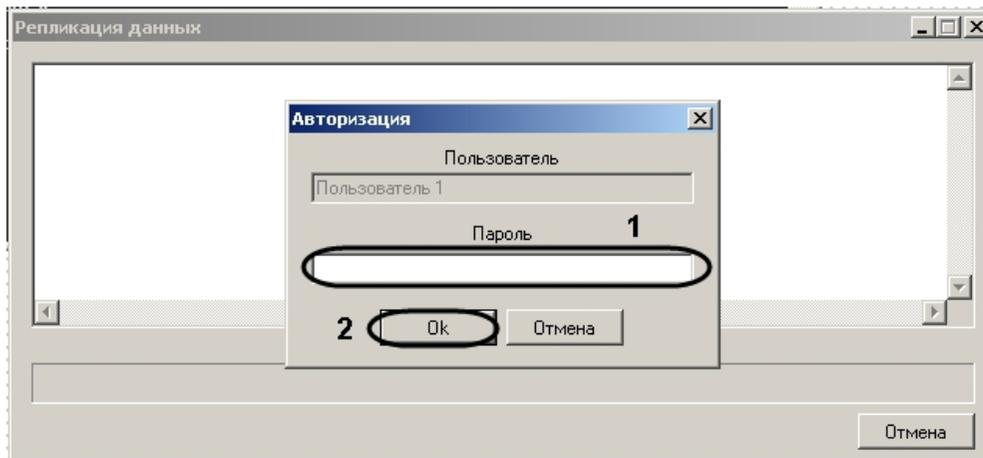 Репликация данных
Авторизация
Пользователь
Пользователь 1
Пароль
1
2
Ok
Отмена
Отмена